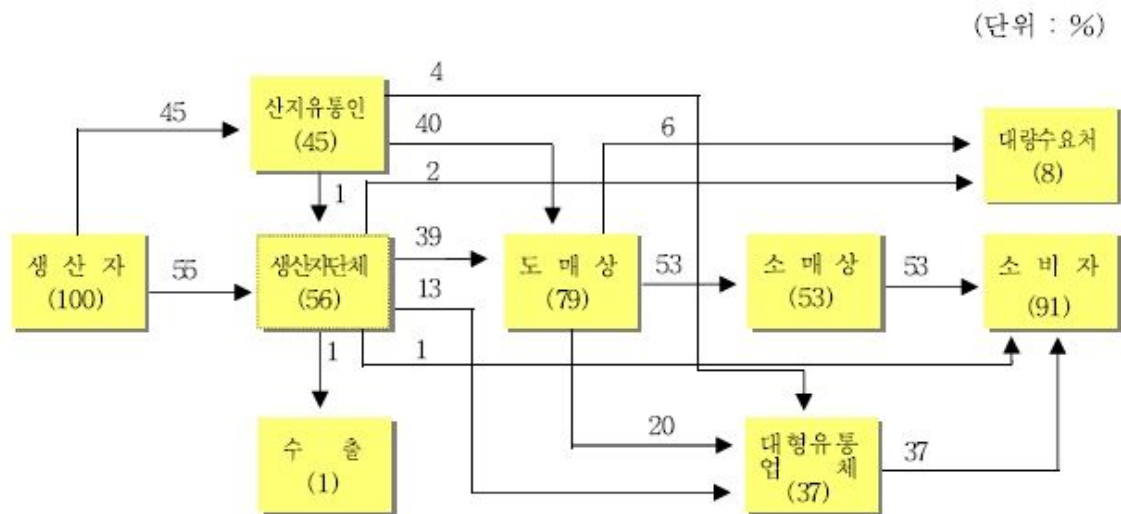 (단위 : %)
4
산지유통인
(45)
45
40
6
대량수요처
(8)
1
2
생 산 자
(100)
55
생산자단체
(56)
39
13
도 매 상
(79)
53
소 매 상
(53)
53
소 비 자
(91)
1
1
수 출
(1)
20
대형유통
업 체
(37)
37